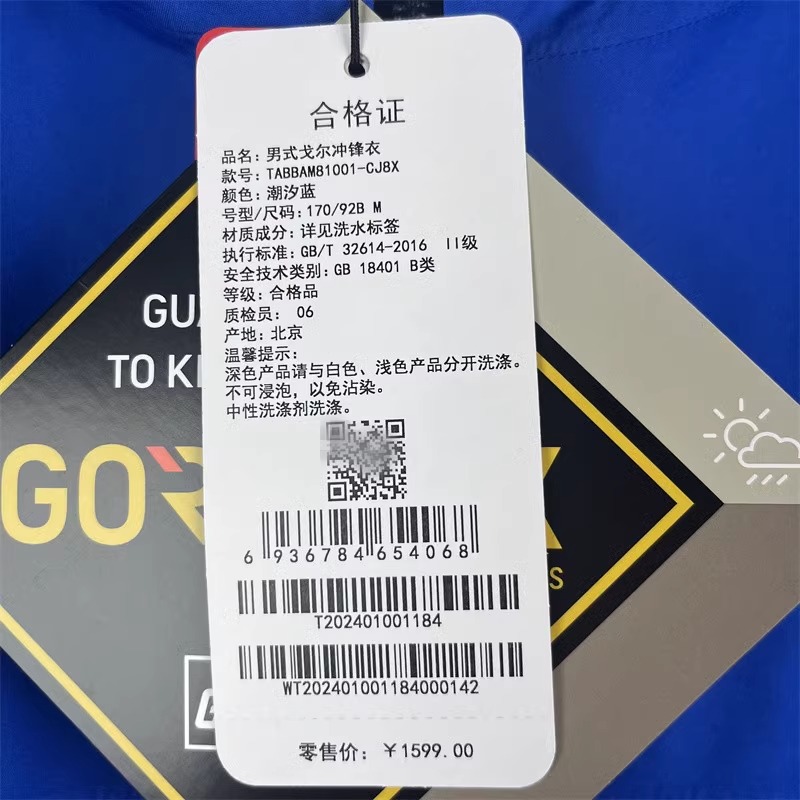 合格证
品名: 男式戈尔冲锋衣
款号: TABBAM81001-CJ8X
颜色: 潮汐蓝
号型/尺码: 170/92B M
材质成分: 详见洗水标签
执行标准: GB/T 32614-2016 II级
安全技术类别: GB 18401 B类
等级: 合格品
质检员: 06
产地: 北京
温馨提示:
深色产品请与白色、浅色产品分开洗涤。
不可浸泡，以免沾染。
中性洗涤剂洗涤。
6 936784 654068
T202401001184
WT202401001184000142
零售价: ￥1599.00
TO
GO